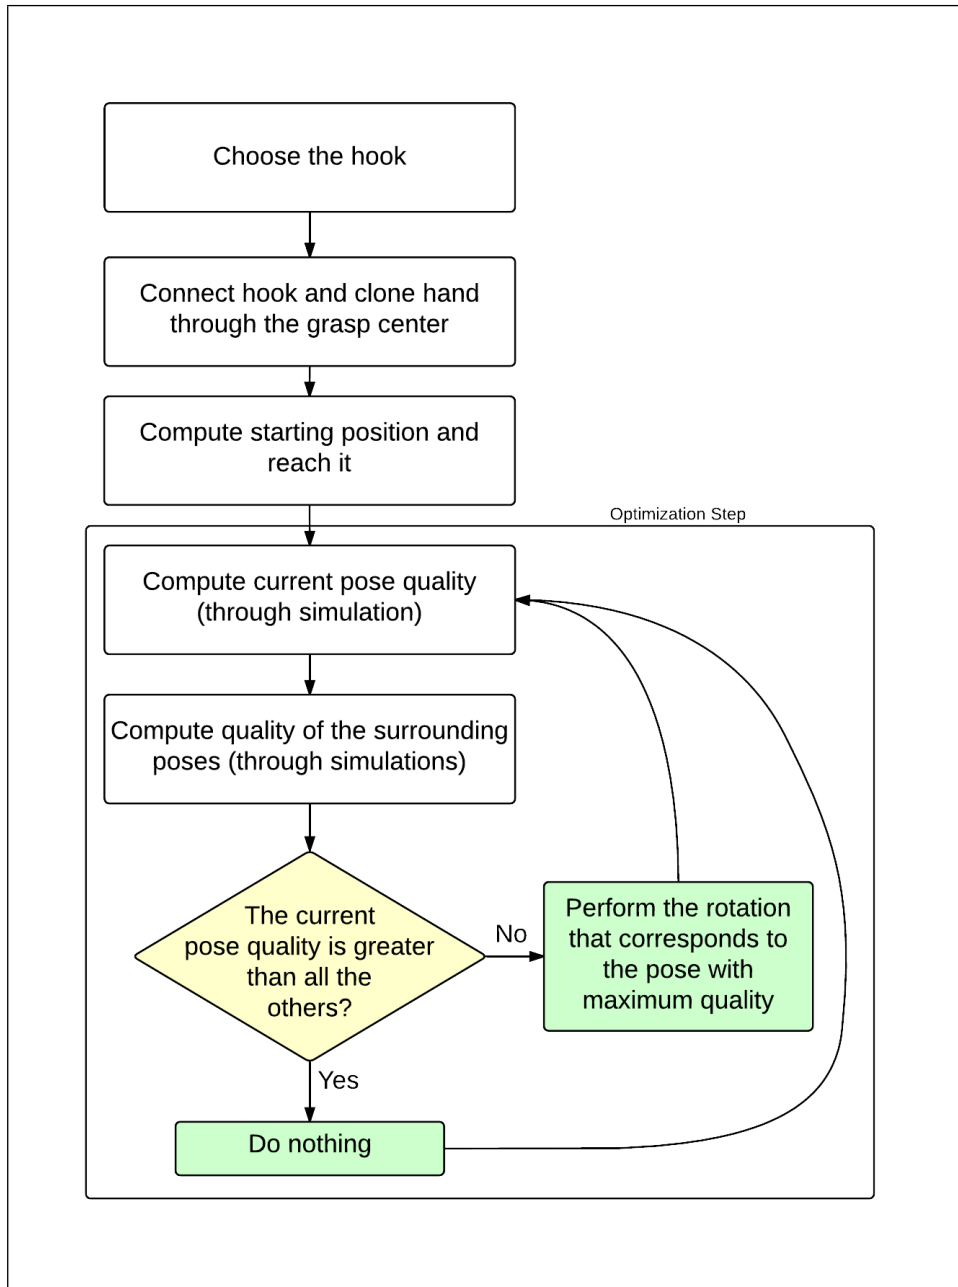 Choose the hook
Connect hook and clone hand
through the grasp center
Compute starting position and
reach it
Optimization Step
Compute current pose quality
(through simulation)
Compute quality of the surrounding
poses (through simulations)
The current
pose quality is greater
than all the
others?
No
Perform the rotation
that corresponds to
the pose with
maximum quality
Yes
Do nothing